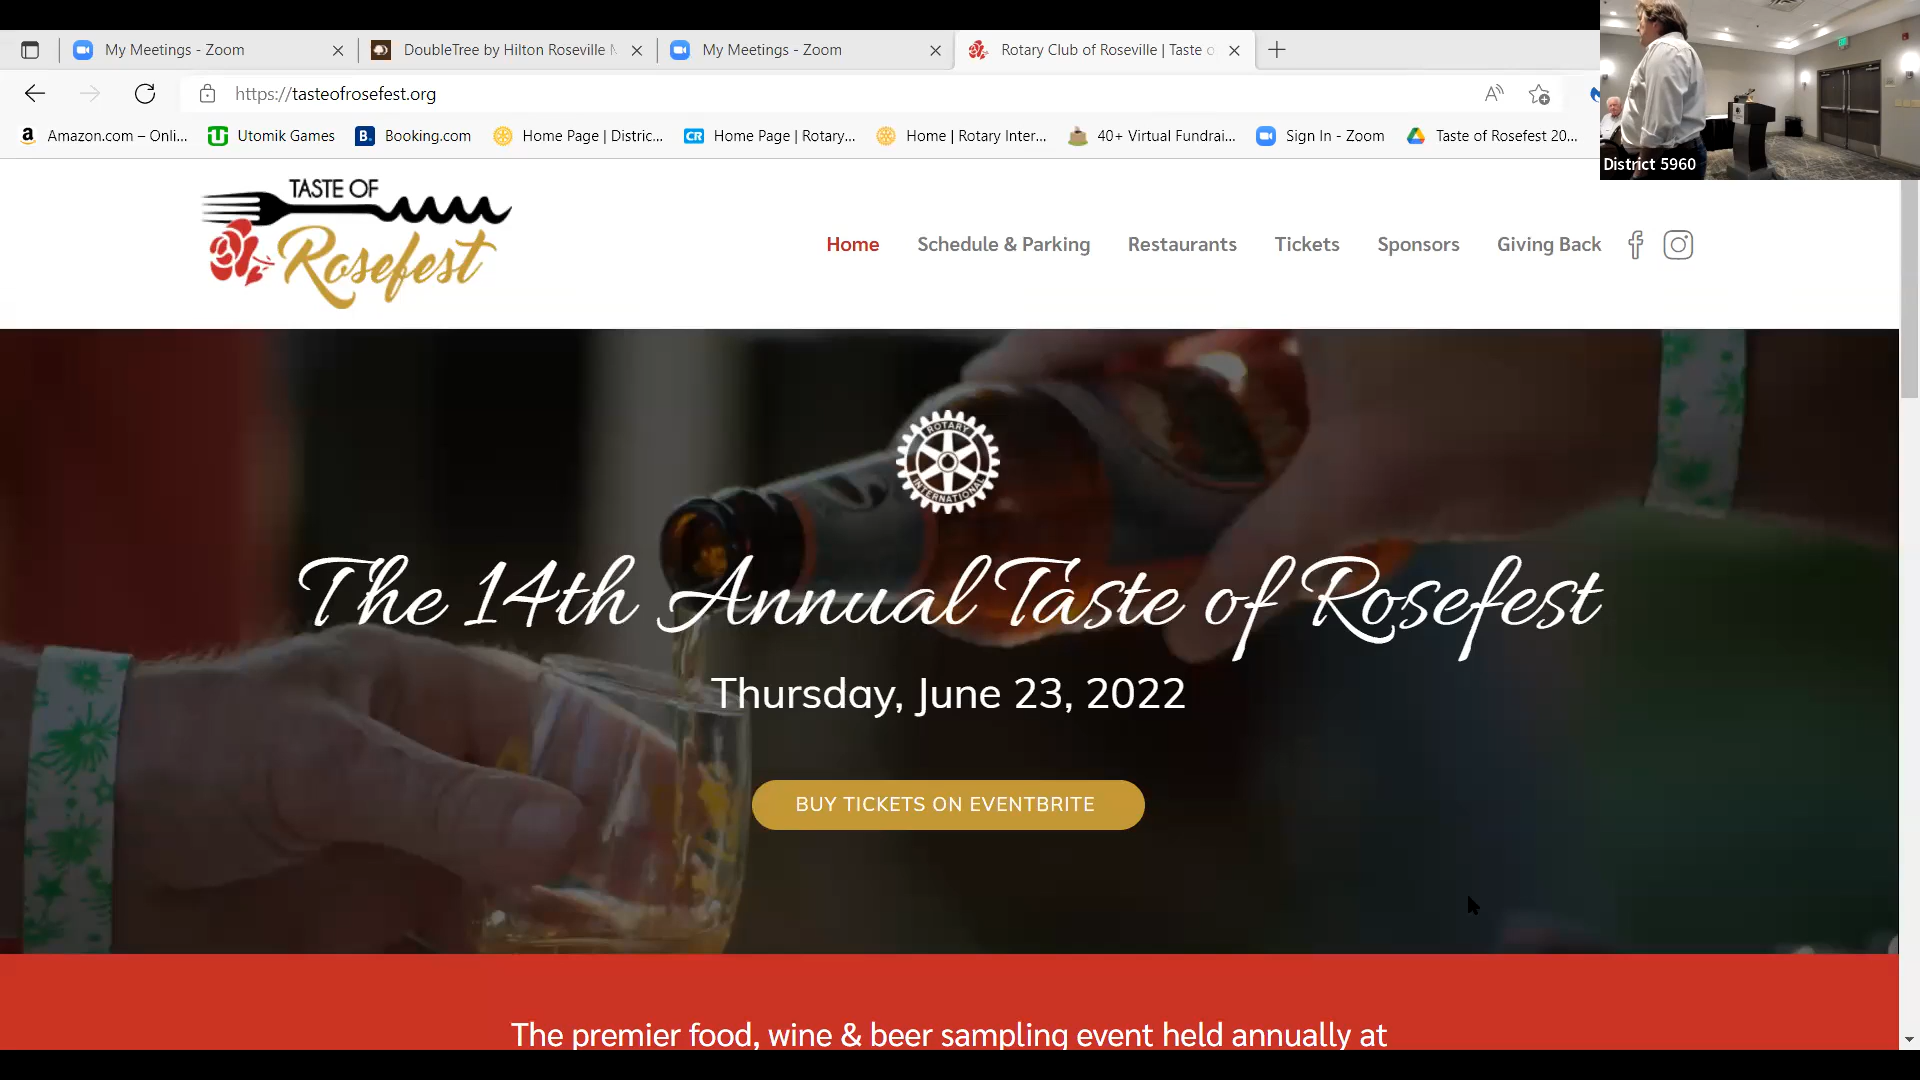 My Meetings - Zoom
DoubleTree by Hilton Roseville
My Meetings - Zoom
Rotary Club of Roseville | Taste o
https://tasteofrosefest.org
Amazon.com – Onli...
Utomik Games
B.
Booking.com
Home Page | Distric...
CR
Home Page | Rotary...
Home | Rotary Inter...
40+ Virtual Fundrai...
Sign In - Zoom
Taste of Rosefest 20...
District 5960
TASTE OF
Rosefest
Home
Schedule & Parking
Restaurants
Tickets
Sponsors
Giving Back
ROTARY
INTERNATIONAL
The 14th Annual Taste of Rosefest
Thursday, June 23, 2022
BUY TICKETS ON EVENTBRITE
The premier food, wine & beer sampling event held annually at